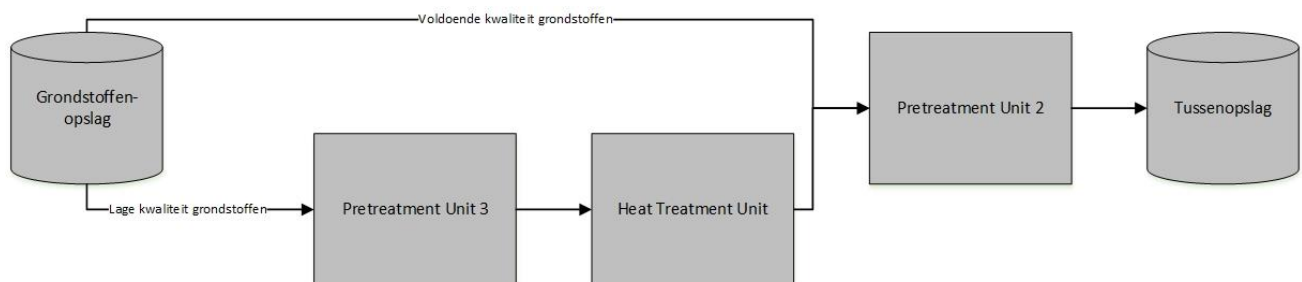 Voldoende kwaliteit grondstoffen
Grondstoffen-
opslag
Pretreatment Unit 2
Tussenopslag
Lage kwaliteit grondstoffen
Pretreatment Unit 3
Heat Treatment Unit